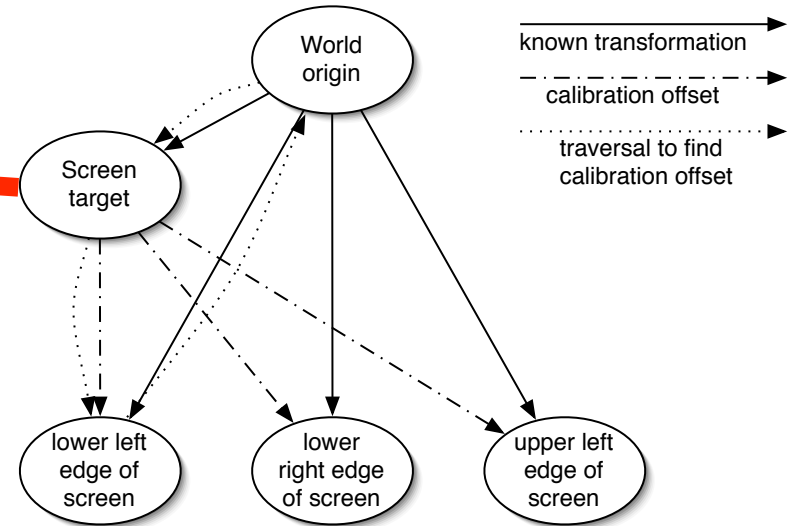 World
origin
known transformation
calibration offset
traversal to find
calibration offset
Screen
target
lower left
edge of
screen
lower
right edge
of screen
upper left
edge of
screen